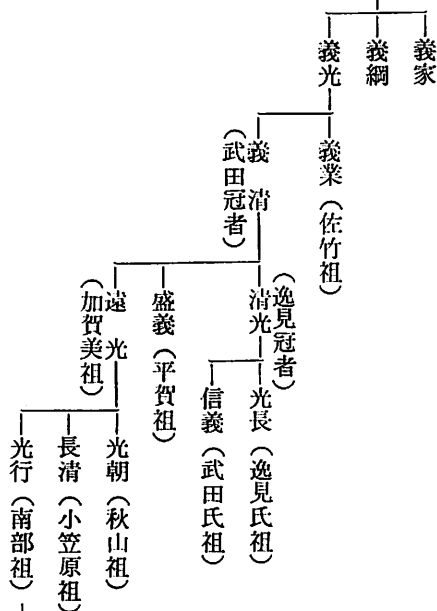 義家
義綱
義光
義業（佐竹祖）
義清
（武田冠者）
（逸見冠者）
清光
盛義（平賀祖）
遠光
（加賀美祖）
光長（逸見氏祖）
信義（武田氏祖）
光朝（秋山祖）
長清（小笠原祖）
光行（南部祖）